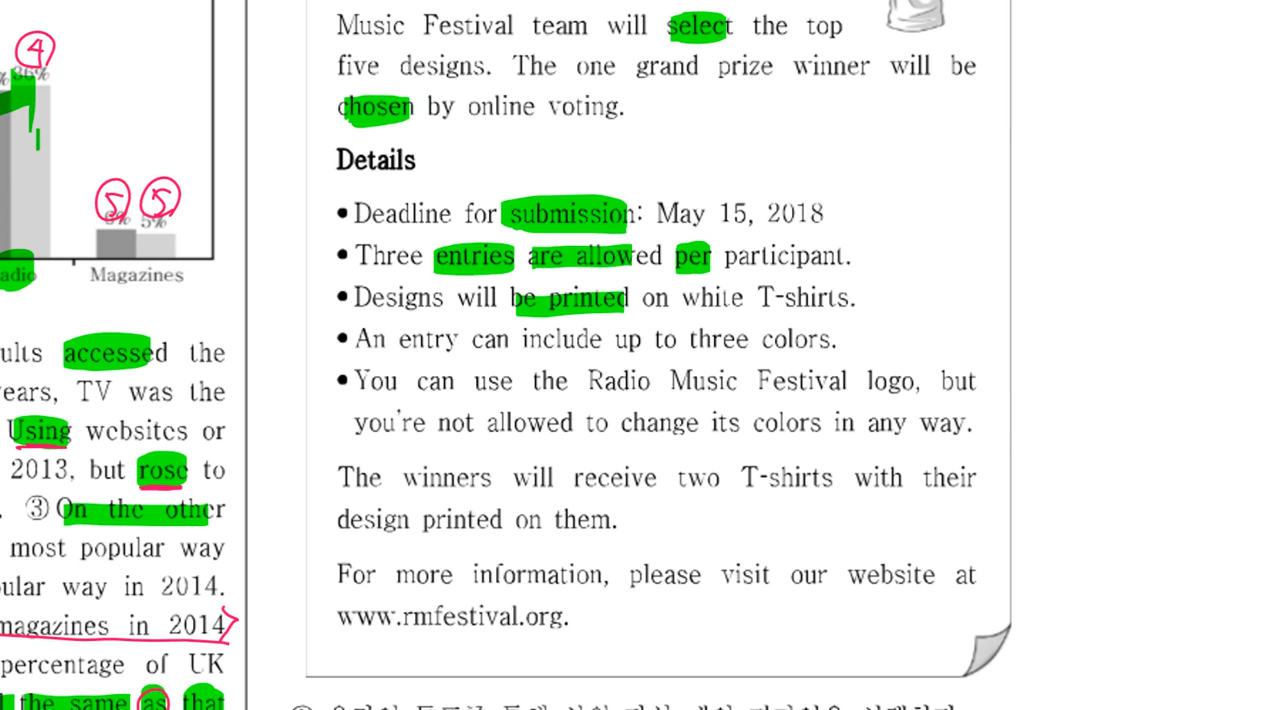 ④
36%
⑤ ⑤
5%
Magazines
accessed the
years, TV was the
Using websites or
2013, but rose to
③ On the other
most popular way
way in 2014.
magazines in 2014
percentage of UK
the same as that
Music Festival team will select the top
five designs. The one grand prize winner will be
chosen by online voting.
Details
• Deadline for submission: May 15, 2018
• Three entries are allowed per participant.
• Designs will be printed on white T-shirts.
• An entry can include up to three colors.
• You can use the Radio Music Festival logo, but
you're not allowed to change its colors in any way.
The winners will receive two T-shirts with their
design printed on them.
For more information, please visit our website at
www.rmfestival.org.